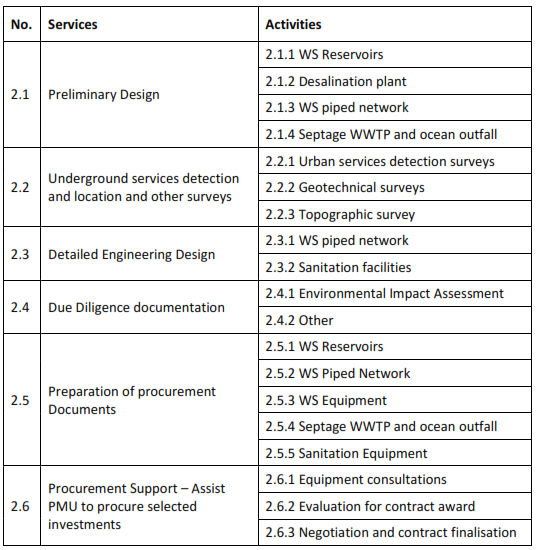 No. Services Activities
2.1 Preliminary Design
2.1.1 WS Reservoirs
2.1.2 Desalination plant
2.1.3 WS piped network
2.1.4 Septage WWTP and ocean outfall
2.2 Underground services detection
and location and other surveys
2.2.1 Urban services detection surveys
2.2.2 Geotechnical surveys
2.2.3 Topographic survey
2.3 Detailed Engineering Design
2.3.1 WS piped network
2.3.2 Sanitation facilities
2.4 Due Diligence documentation
2.4.1 Environmental Impact Assessment
2.4.2 Other
2.5 Preparation of procurement
Documents
2.5.1 WS Reservoirs
2.5.2 WS Piped Network
2.5.3 WS Equipment
2.5.4 Septage WWTP and ocean outfall
2.5.5 Sanitation Equipment
2.6 Procurement Support – Assist
PMU to procure selected
investments
2.6.1 Equipment consultations
2.6.2 Evaluation for contract award
2.6.3 Negotiation and contract finalisation